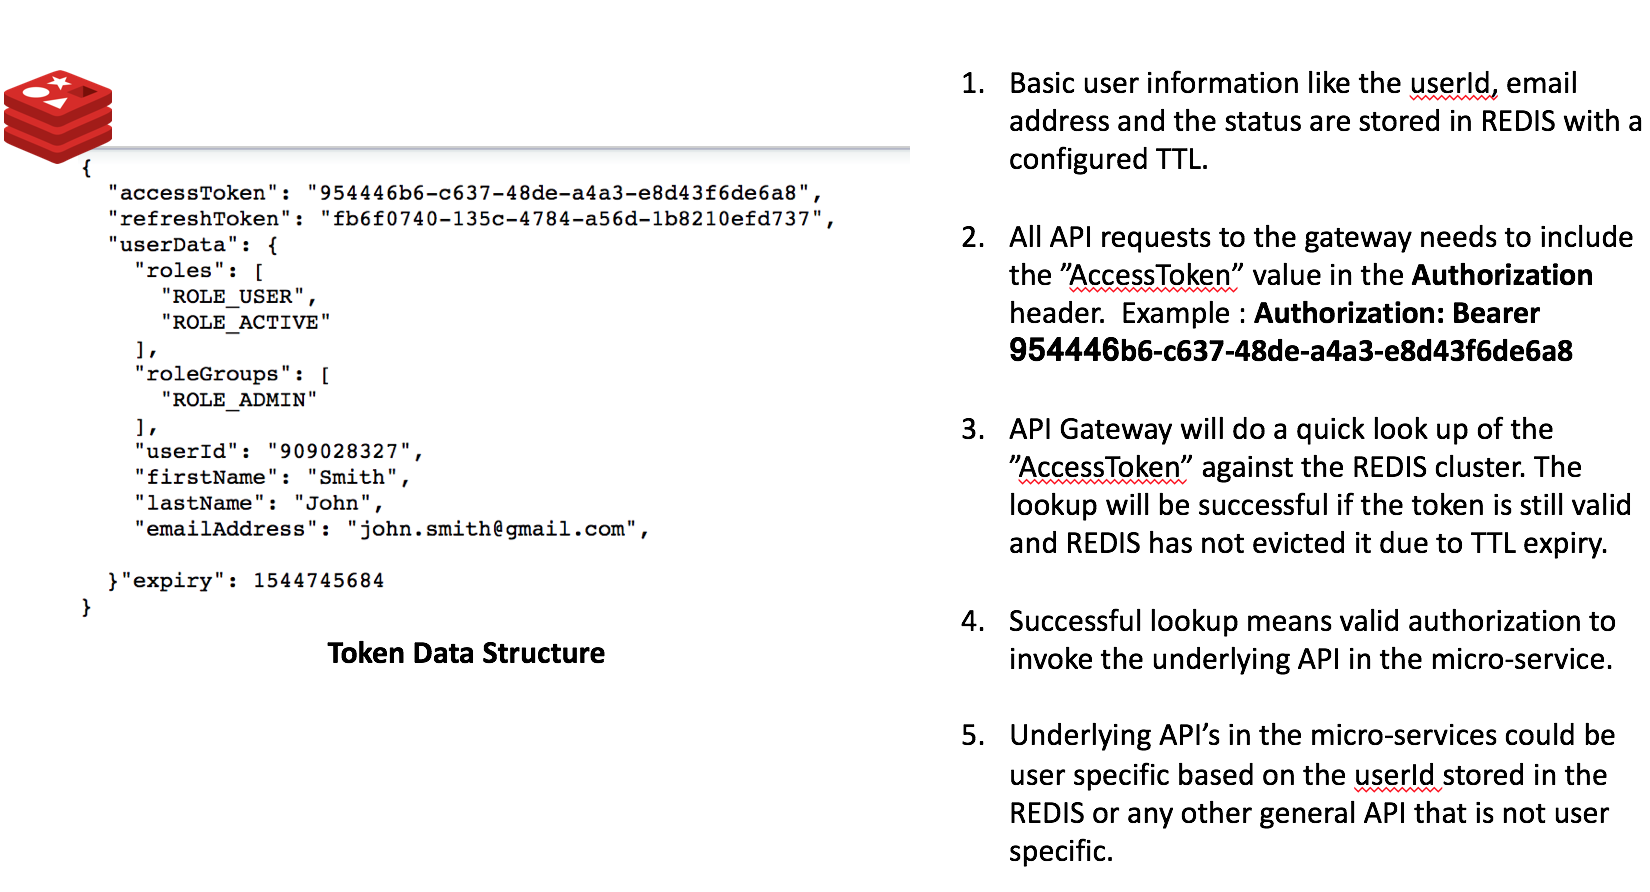 {
"accessToken": "954446b6-c637-48de-a4a3-e8d43f6de6a8",
"refreshToken": "fb6f0740-135c-4784-a56d-1b8210efd737",
"userData": {
"roles": [
"ROLE_USER",
"ROLE_ACTIVE"
],
"roleGroups": [
"ROLE_ADMIN"
],
"userId": "909028327",
"firstName": "Smith",
"lastName": "John",
"emailAddress": "john.smith@gmail.com",
}"expiry": 1544745684
}
Token Data Structure
1. Basic user information like the userId, email
address and the status are stored in REDIS with a
configured TTL.
2. All API requests to the gateway needs to include
the ”AccessToken” value in the Authorization
header. Example : Authorization: Bearer
954446b6-c637-48de-a4a3-e8d43f6de6a8
3. API Gateway will do a quick look up of the
”AccessToken” against the REDIS cluster. The
lookup will be successful if the token is still valid
and REDIS has not evicted it due to TTL expiry.
4. Successful lookup means valid authorization to
invoke the underlying API in the micro-service.
5. Underlying API’s in the micro-services could be
user specific based on the userId stored in the
REDIS or any other general API that is not user
specific.